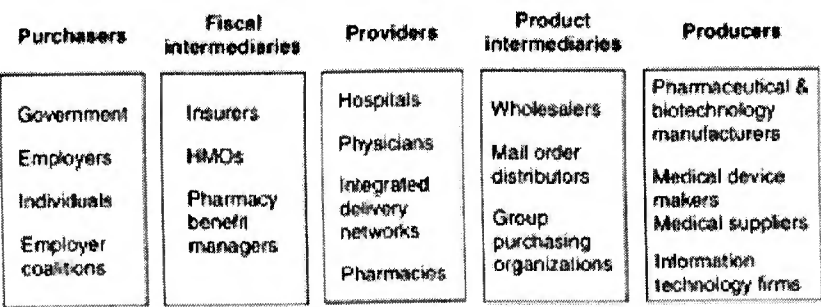 Purchasers
Government
Employers
Individuals
Employer
coalitions
Fiscal
intermediaries
Insurers
HMOs
Pharmacy
benefit
managers
Providers
Hospitals
Physicians
Integrated
delivery
networks
Pharmacies
Product
intermediaries
Wholesalers
Mail order
distributors
Group
purchasing
organizations
Producers
Pharmaceutical &
biotechnology
manufacturers
Medical device
makers
Medical suppliers
Information
technology firms